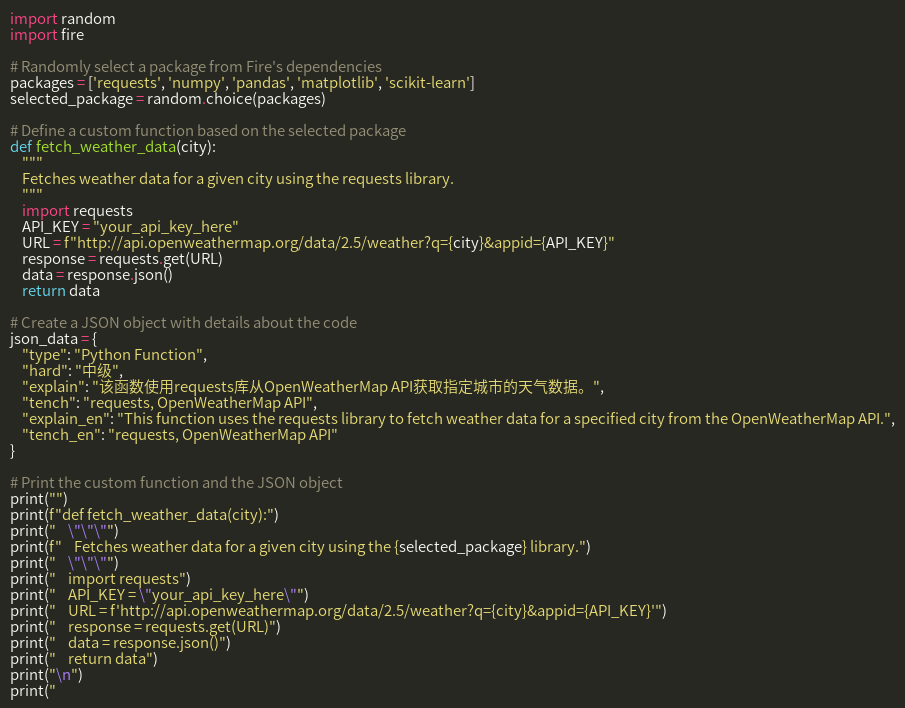 import random
import fire

# Randomly select a package from Fire's dependencies
packages = ['requests', 'numpy', 'pandas', 'matplotlib', 'scikit-learn']
selected_package = random.choice(packages)

# Define a custom function based on the selected package
def fetch_weather_data(city):
    """
    Fetches weather data for a given city using the requests library.
    """
    import requests
    API_KEY = "your_api_key_here"
    URL = f"http://api.openweathermap.org/data/2.5/weather?q={city}&appid={API_KEY}"
    response = requests.get(URL)
    data = response.json()
    return data

# Create a JSON object with details about the code
json_data = {
    "type": "Python Function",
    "hard": "中级",
    "explain": "该函数使用requests库从OpenWeatherMap API获取指定城市的天气数据。",
    "tench": "requests, OpenWeatherMap API",
    "explain_en": "This function uses the requests library to fetch weather data for a specified city from the OpenWeatherMap API.",
    "tench_en": "requests, OpenWeatherMap API"
}

# Print the custom function and the JSON object
print("")
print(f"def fetch_weather_data(city):")
print("    \"\"\"")
print(f"    Fetches weather data for a given city using the {selected_package} library.")
print("    \"\"\"")
print("    import requests")
print("    API_KEY = \"your_api_key_here\"")
print("    URL = f'http://api.openweathermap.org/data/2.5/weather?q={city}&appid={API_KEY}'")
print("    response = requests.get(URL)")
print("    data = response.json()")
print("    return data")
print("\n")
print("